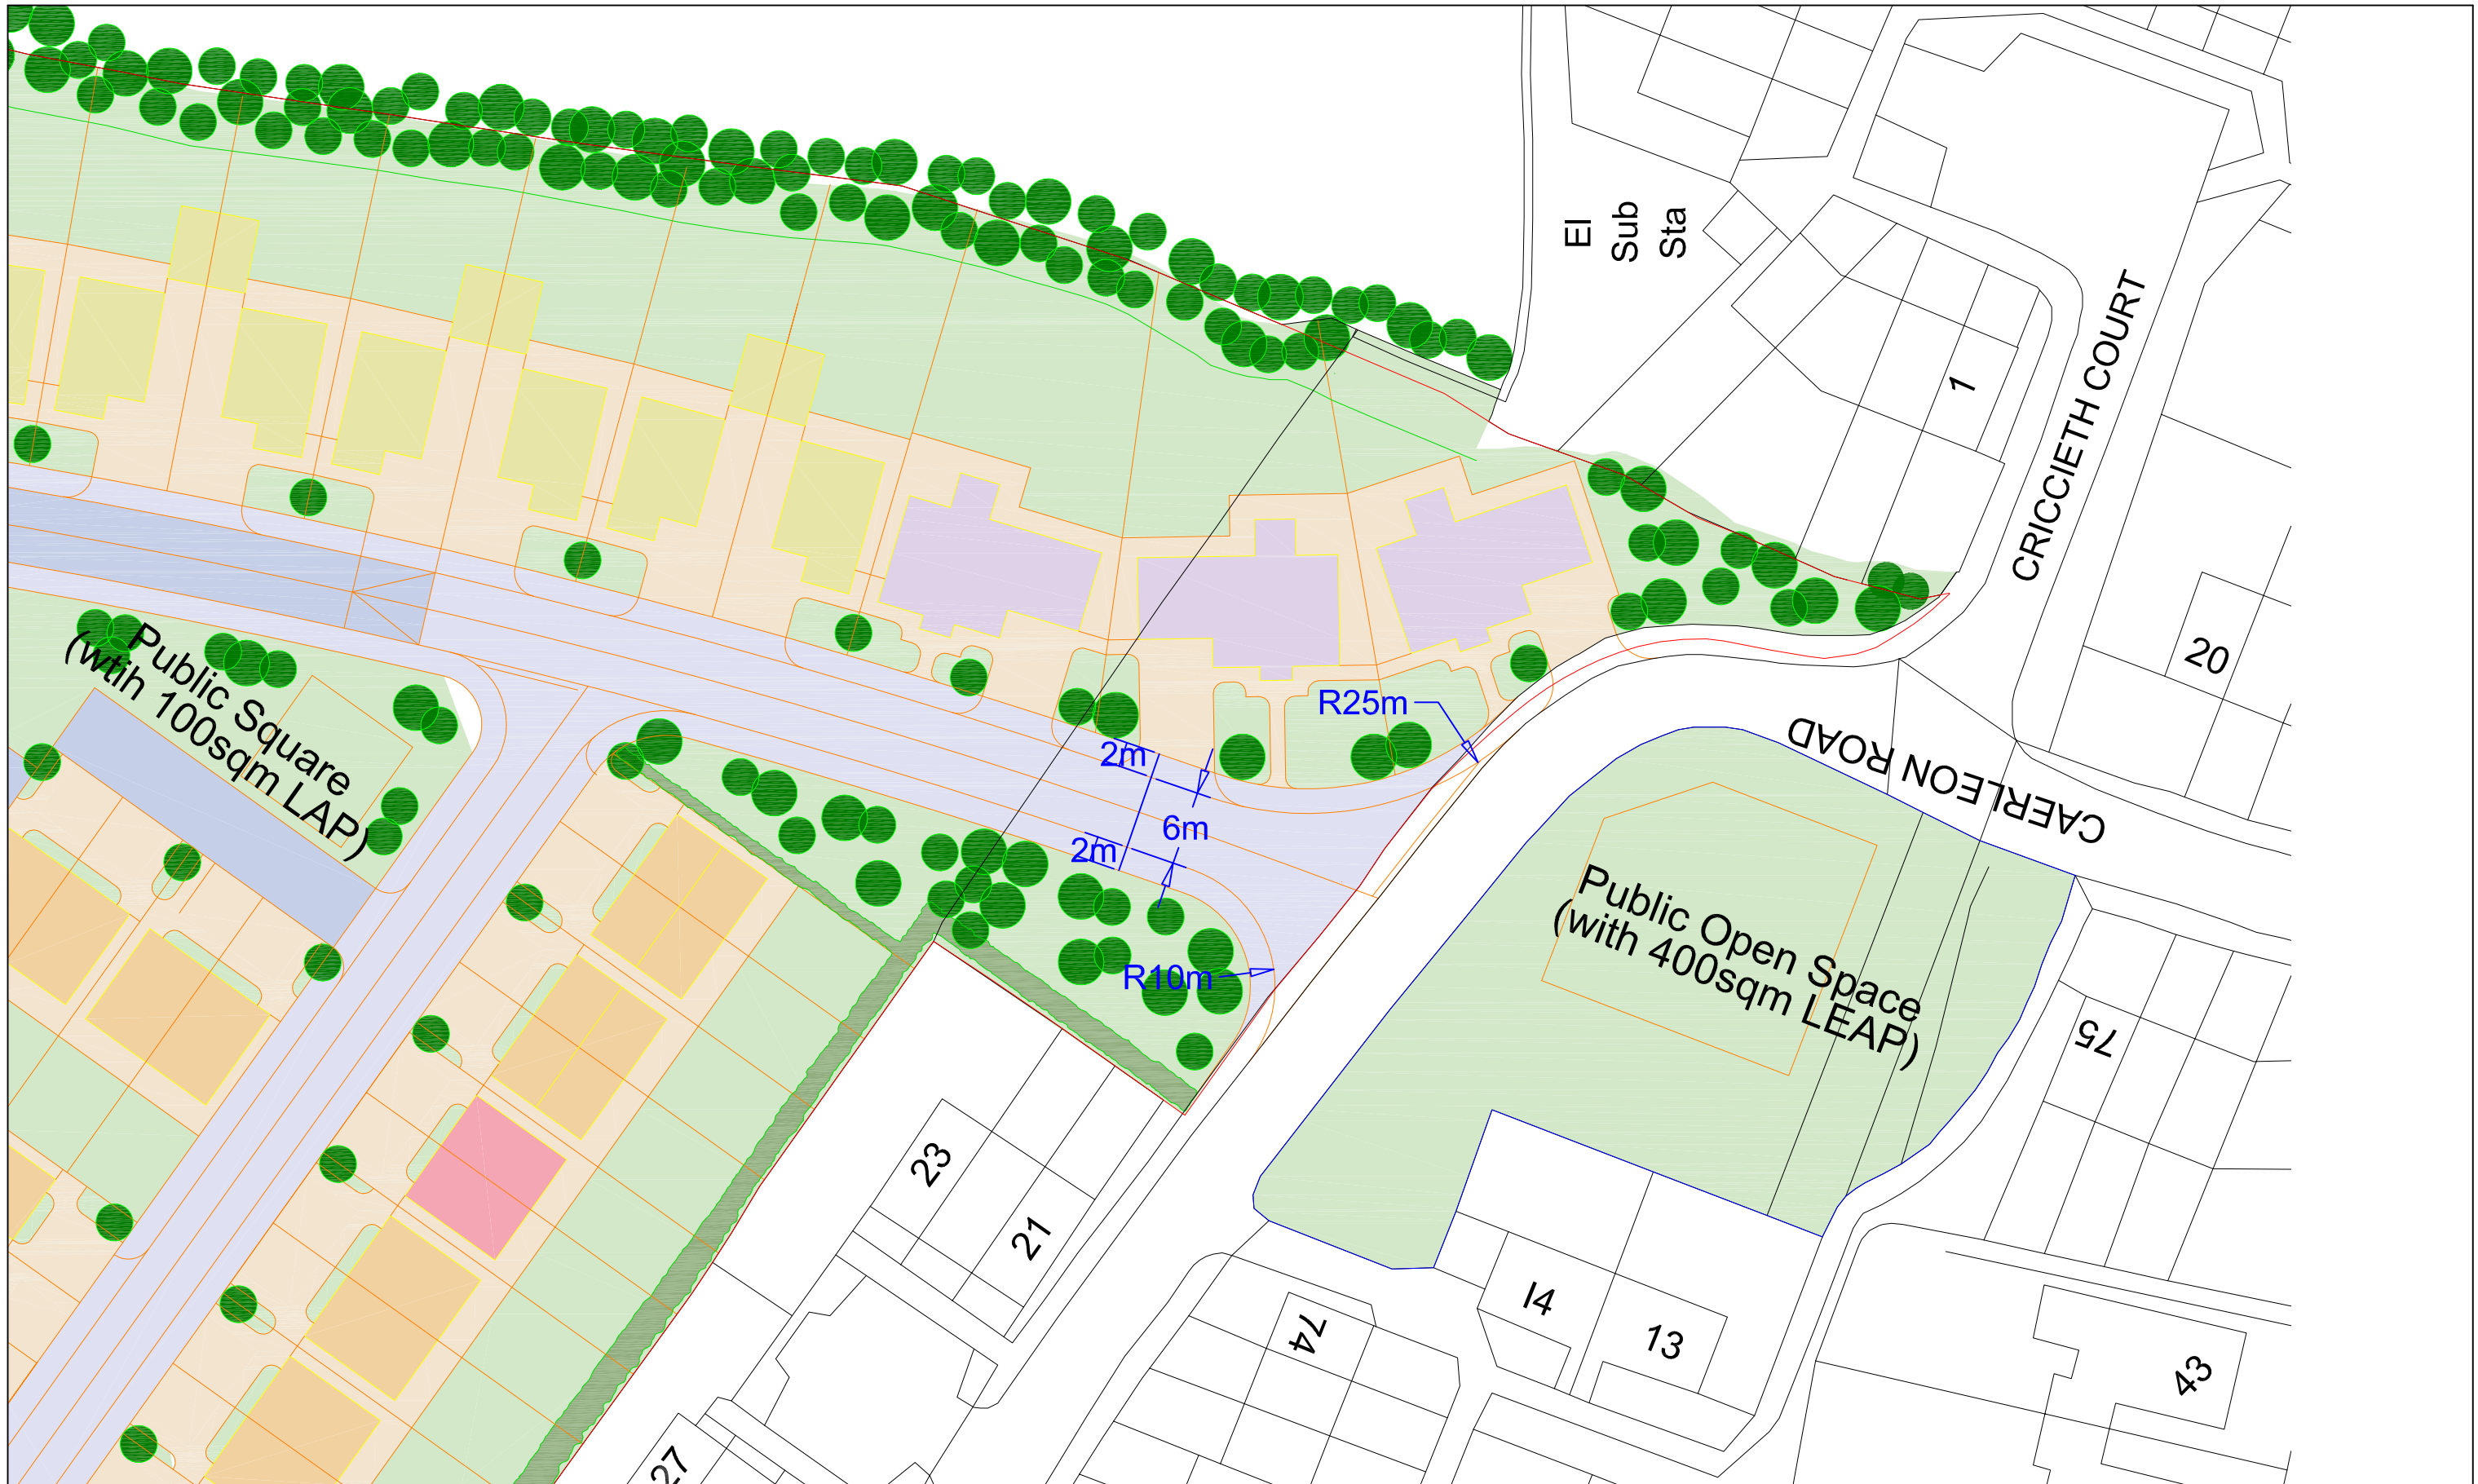 El
Sub
Sta
1
CRICCIETH COURT
20
Public Square
(wtih 100sqm LAP)
R25m
2m
6m
2m
CAERLEON ROAD
Public Open Space
(with 400sqm LEAP)
R10m
75
23
21
14
13
74
43
27